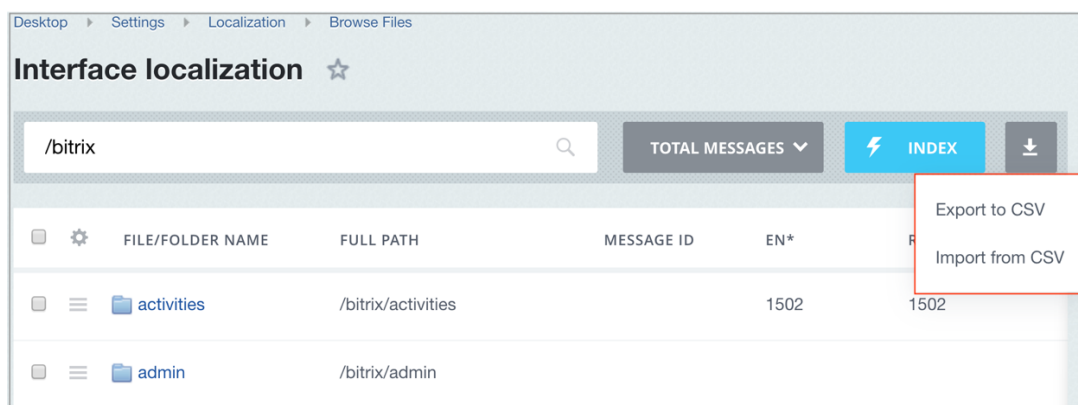 Desktop Settings Localization Browse Files
Interface localization
/bitrix TOTAL MESSAGES INDEX
Export to CSV
Import from CSV
FILE/FOLDER NAME FULL PATH MESSAGE ID EN*
activities /bitrix/activities 1502 1502
admin /bitrix/admin